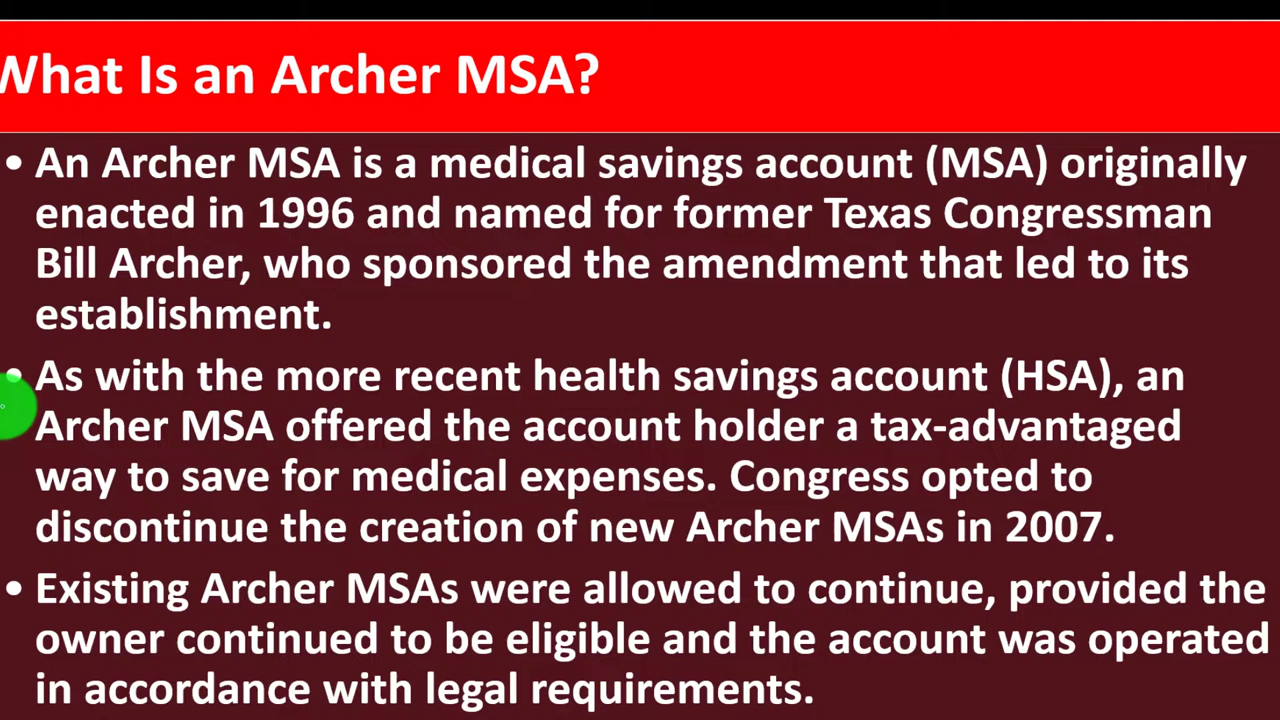 What Is an Archer MSA?
• An Archer MSA is a medical savings account (MSA) originally
enacted in 1996 and named for former Texas Congressman
Bill Archer, who sponsored the amendment that led to its
establishment.
• As with the more recent health savings account (HSA), an
Archer MSA offered the account holder a tax-advantaged
way to save for medical expenses. Congress opted to
discontinue the creation of new Archer MSAs in 2007.
• Existing Archer MSAs were allowed to continue, provided the
owner continued to be eligible and the account was operated
in accordance with legal requirements.